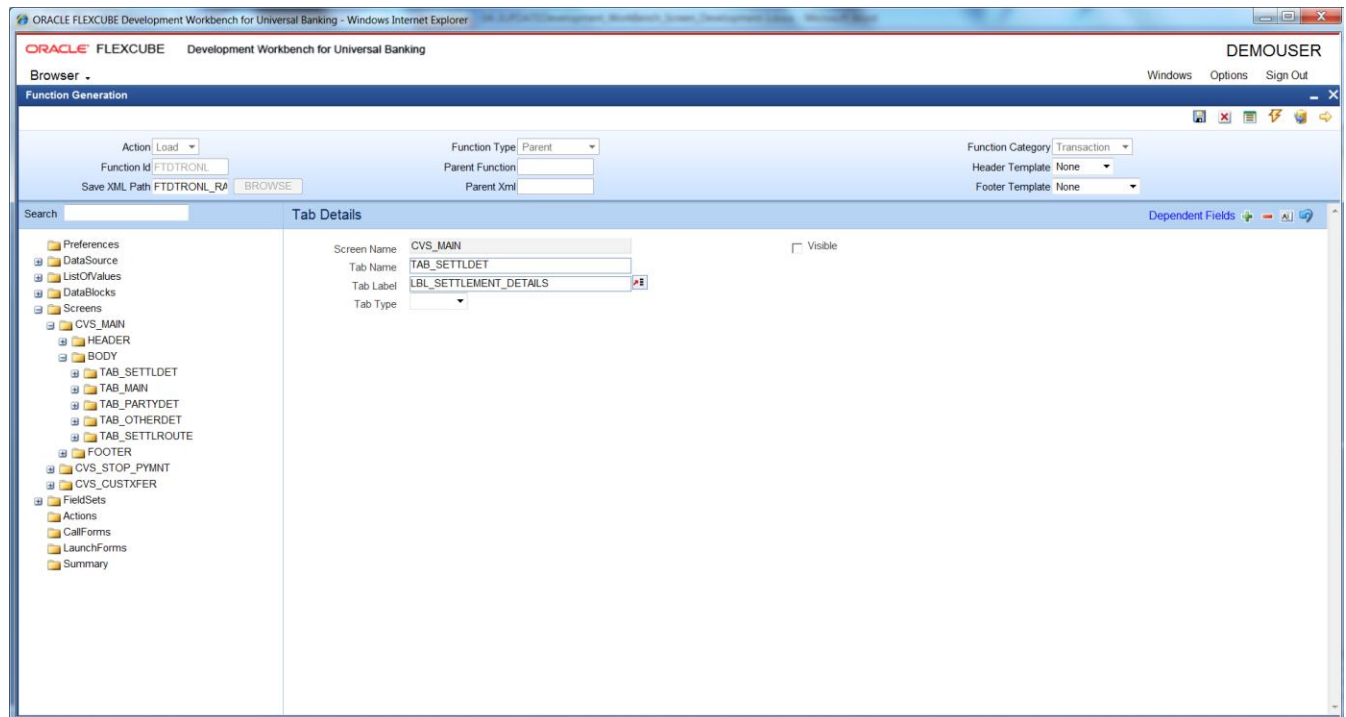 ORACLE FLEXCUBE Development Workbench for Universal Banking - Windows Internet Explorer
ORACLE FLEXCUBE Development Workbench for Universal Banking DEMOUSER
Browser Windows Options Sign Out
Function Generation
Action Load Function Type Parent Function Category Transaction
Function Id FTDTRONL Parent Function Header Template None
Save XML Path FTDTRONL_RA BROWSE Parent Xml Footer Template None
Search Tab Details Dependent Fields
Preferences Screen Name CVS_MAIN Visible
DataSource Tab Name TAB_SETTLDET
ListOfValues Tab Label LBL_SETTLEMENT_DETAILS
DataBlocks Tab Type
Screens
CVS_MAIN
HEADER
BODY
TAB_SETTLDET
TAB_MAIN
TAB_PARTYDET
TAB_OTHERDET
TAB_SETTLROUTE
FOOTER
CVS_STOP_PYMNT
CVS_CUSTXFER
FieldSets
Actions
CallForms
LaunchForms
Summary